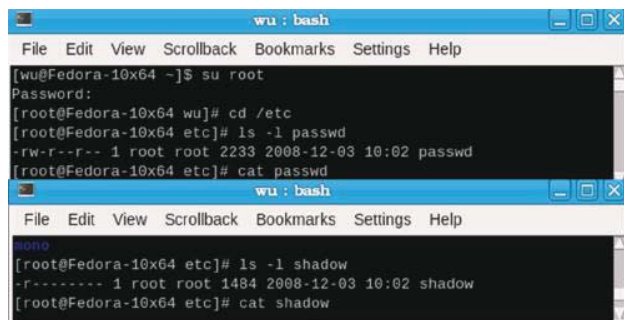 wu : bash
File Edit View Scrollback Bookmarks Settings Help
[wu@Fedora-10x64 ~]$ su root
Password:
[root@Fedora-10x64 wu]# cd /etc
[root@Fedora-10x64 etc]# ls -l passwd
-rw-r--r-- 1 root root 2233 2008-12-03 10:02 passwd
[root@Fedora-10x64 etc]# cat passwd
wu : bash
File Edit View Scrollback Bookmarks Settings Help
mono
[root@Fedora-10x64 etc]# ls -l shadow
-r-------- 1 root root 1484 2008-12-03 10:02 shadow
[root@Fedora-10x64 etc]# cat shadow